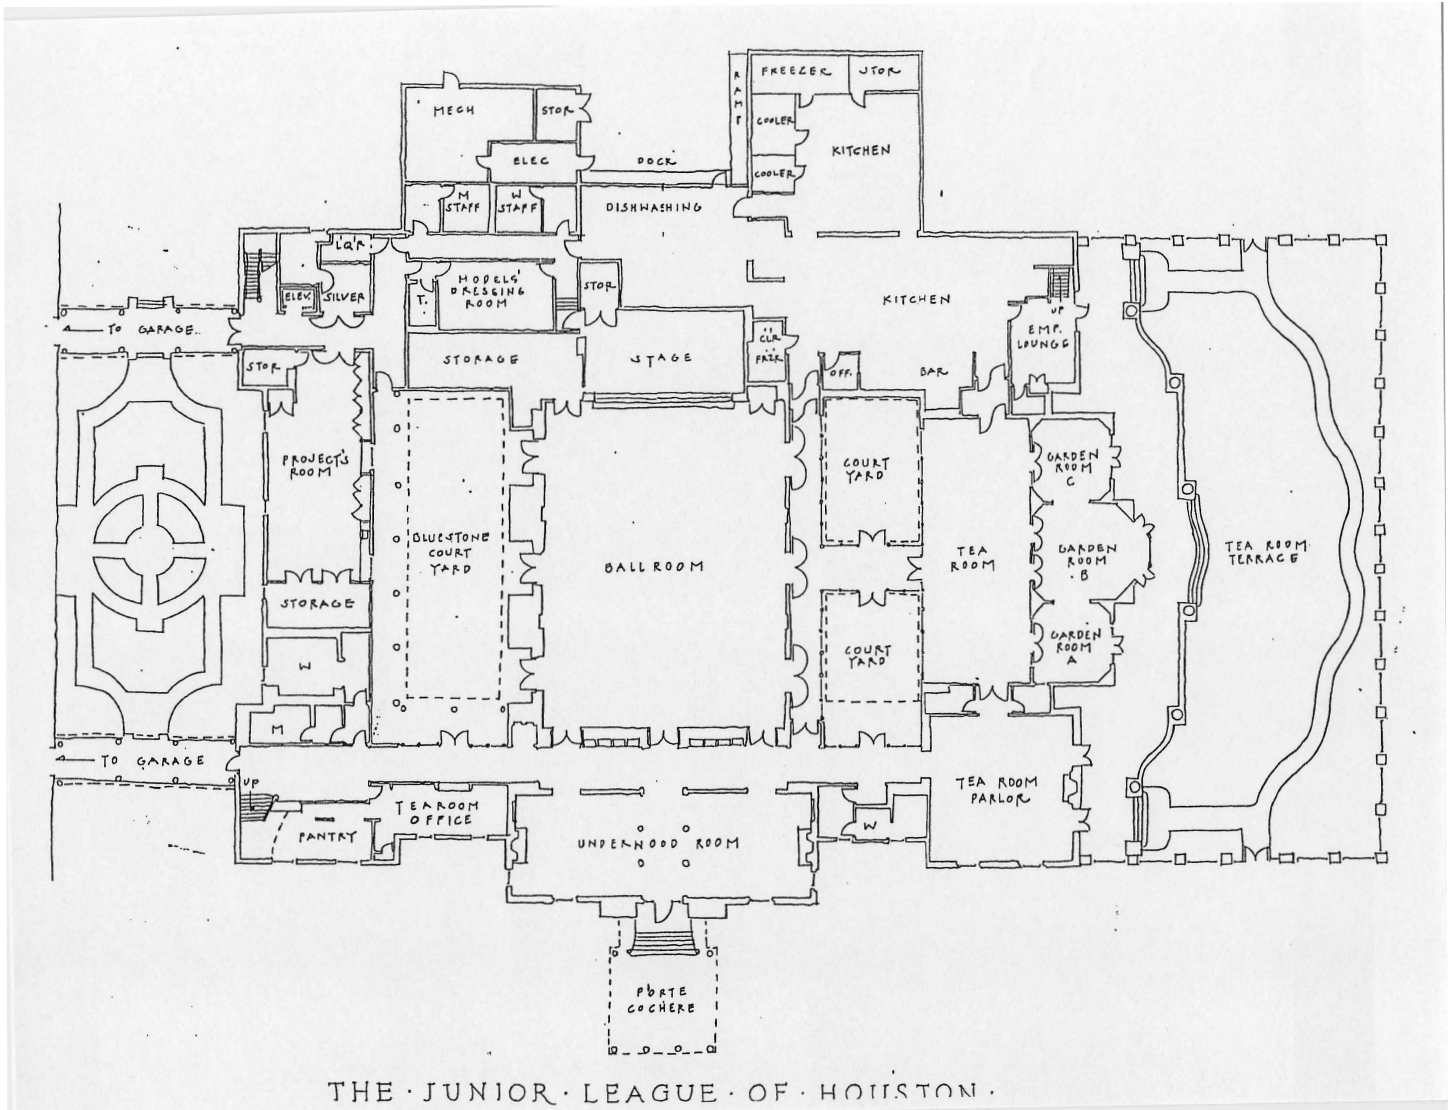 FREEZER
STOR
RAMP
MECH
STOR
COOLER
KITCHEN
ELEC
DOCK
COOLER
M
STAFF
W
STAFF
DISHWASHING
LQ'R
MODELS'
DRESSING
ROOM
T.
STOR
ELEV.
SILVER
KITCHEN
UP
TO GARAGE
EMP.
LOUNGE
CLR
FRZR
STORAGE
STAGE
STOR
OFF.
BAR
PROJECT'S
ROOM
COURT
YARD
GARDEN
ROOM
C
BLUESTONE
COURT
YARD
BALLROOM
TEA
ROOM
GARDEN
ROOM
B
TEA ROOM
TERRACE
STORAGE
W
COURT
YARD
GARDEN
ROOM
A
M
TO GARAGE
UP
TEAROOM
OFFICE
TEA ROOM
PARLOR
PANTRY
UNDERWOOD ROOM
W
PORTE
COCHERE
THE · JUNIOR · LEAGUE · OF · HOUSTON ·